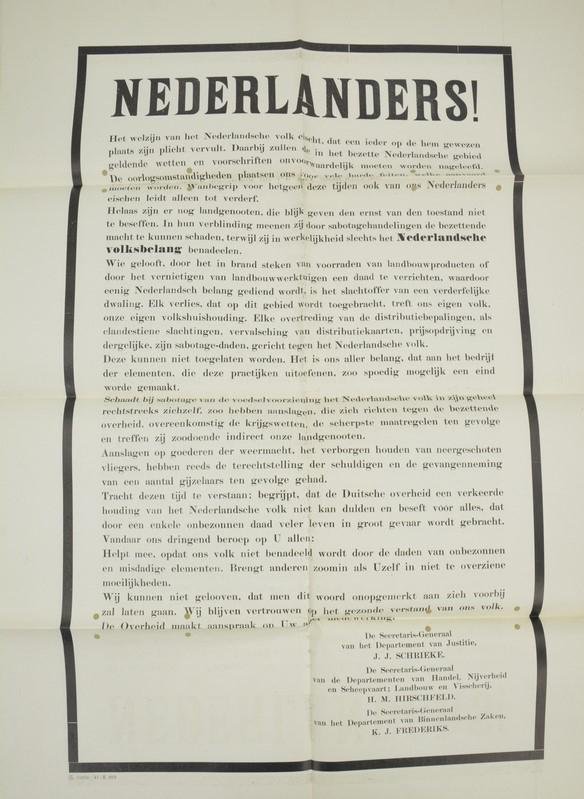 NEDERLANDERS!
Het welzijn van het Nederlandsche volk eischt, dat een ieder op de hem gewezen
plaats zijn plicht vervult. Daarbij zullen de in het bezette Nederlandsche gebied
geldende wetten en voorschriften onvoorwaardelijk moeten worden nageleefd.
De oorlogsomstandigheden plaatsen ons voor vele harde feiten, welke aanvaard
moeten worden. Wanbegrip voor hetgeen deze tijden ook van ons Nederlanders
eischen leidt alleen tot verderf.
Helaas zijn er nog landgenooten, die blijk geven den ernst van den toestand niet
te beseffen. In hun verblinding meenen zij door sabotagehandelingen de bezettende
macht te kunnen schaden, terwijl zij in werkelijkheid slechts het Nederlandsche
volksbelang benadeelen.
Wie gelooft, door het in brand steken van voorraden van landbouwproducten of
door het vernietigen van landbouwwerktuigen een daad te verrichten, waardoor
eenig Nederlandsch belang gediend wordt, is het slachtoffer van een verderfelijke
dwaling. Elk verlies, dat op dit gebied wordt toegebracht, treft ons eigen volk,
onze eigen volkshuishouding. Elke overtreding van de distributiebepalingen, als
clandestiene slachtingen, vervalsching van distributiekaarten, prijsopdrijving en
dergelijke, zijn sabotage-daden, gericht tegen het Nederlandsche volk.
Deze kunnen niet toegelaten worden. Het is ons aller belang, dat aan het bedrijf
der elementen, die deze practijken uitoefenen, zoo spoedig mogelijk een eind
worde gemaakt.
Schaadt bij sabotage van de voedselvoorziening het Nederlandsche volk in zijn geheel
rechtstreeks zichzelf, zoo hebben aanslagen, die zich richten tegen de bezettende
overheid, overeenkomstig de krijgswetten, de scherpste maatregelen ten gevolge
en treffen zij zoodoende indirect onze landgenooten.
Aanslagen op goederen der weermacht, het verborgen houden van neergeschoten
vliegers, hebben reeds de terechtstelling der schuldigen en de gevangenneming
van een aantal gijzelaars ten gevolge gehad.
Tracht dezen tijd te verstaan; begrijpt, dat de Duitsche overheid een verkeerde
houding van het Nederlandsche volk niet kan dulden en beseft voor alles, dat
door een enkele onbezonnen daad veler leven in groot gevaar wordt gebracht.
Vandaar ons dringend beroep op U allen:
Helpt mee, opdat ons volk niet benadeeld wordt door de daden van onbezonnen
en misdadige elementen. Brengt anderen zoomin als Uzelf in niet te overziene
moeilijkheden.
Wij kunnen niet gelooven, dat men dit woord onopgemerkt aan zich voorbij
zal laten gaan. Wij blijven vertrouwen op het gezonde verstand van ons volk.
De Overheid maakt aanspraak op Uw aller medewerking.
De Secretaris-Generaal
van het Departement van Justitie,
J. J. SCHRIEKE.
De Secretaris-Generaal
van de Departementen van Handel, Nijverheid
en Scheepvaart; Landbouw en Visscherij,
H. M. HIRSCHFELD.
De Secretaris-Generaal
van het Departement van Binnenlandsche Zaken,
K. J. FREDERIKS.